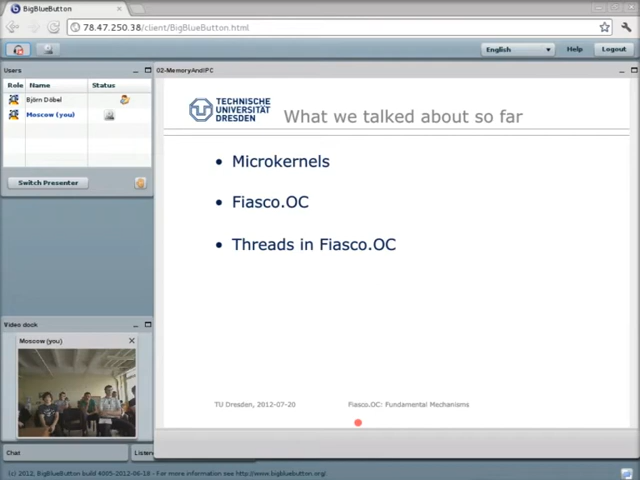 BigBlueButton
78.47.250.38/client/BigBlueButton.html
English
Help
Logout
Users
Role Name Status
Björn Döbel
Moscow (you)
Switch Presenter
02-MemoryAndIPC
TECHNISCHE
UNIVERSITÄT
DRESDEN
What we talked about so far
• Microkernels
• Fiasco.OC
• Threads in Fiasco.OC
TU Dresden, 2012-07-20
Fiasco.OC: Fundamental Mechanisms
Video dock
Moscow (you)
Chat
Listen
(c) 2012, BigBlueButton build 4005-2012-06-18 - For more information see http://www.bigbluebutton.org/.